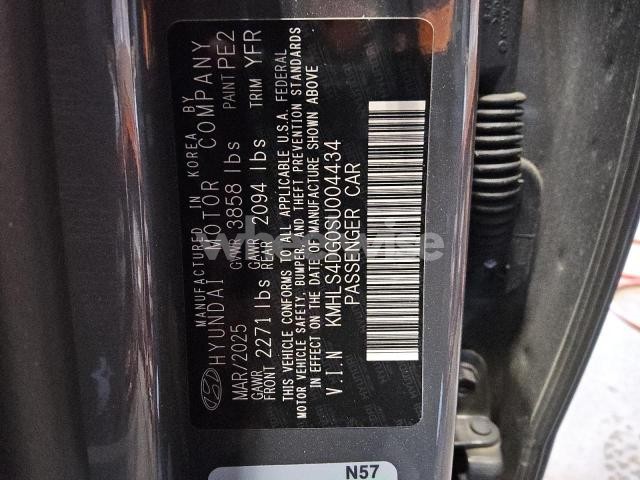 MANUFACTURED IN KOREA BY
HYUNDAI MOTOR COMPANY
MAR/2025 GVWR 3858 lbs PAINT PE2
GAWR FRONT 2271 lbs GAWR REAR 2094 lbs TRIM YFR
THIS VEHICLE CONFORMS TO ALL APPLICABLE U.S.A. FEDERAL
MOTOR VEHICLE SAFETY, BUMPER, AND THEFT PREVENTION STANDARDS
IN EFFECT ON THE DATE OF MANUFACTURE SHOWN ABOVE
V.I.N KMHLS4DG0SU004434
PASSENGER CAR
N57